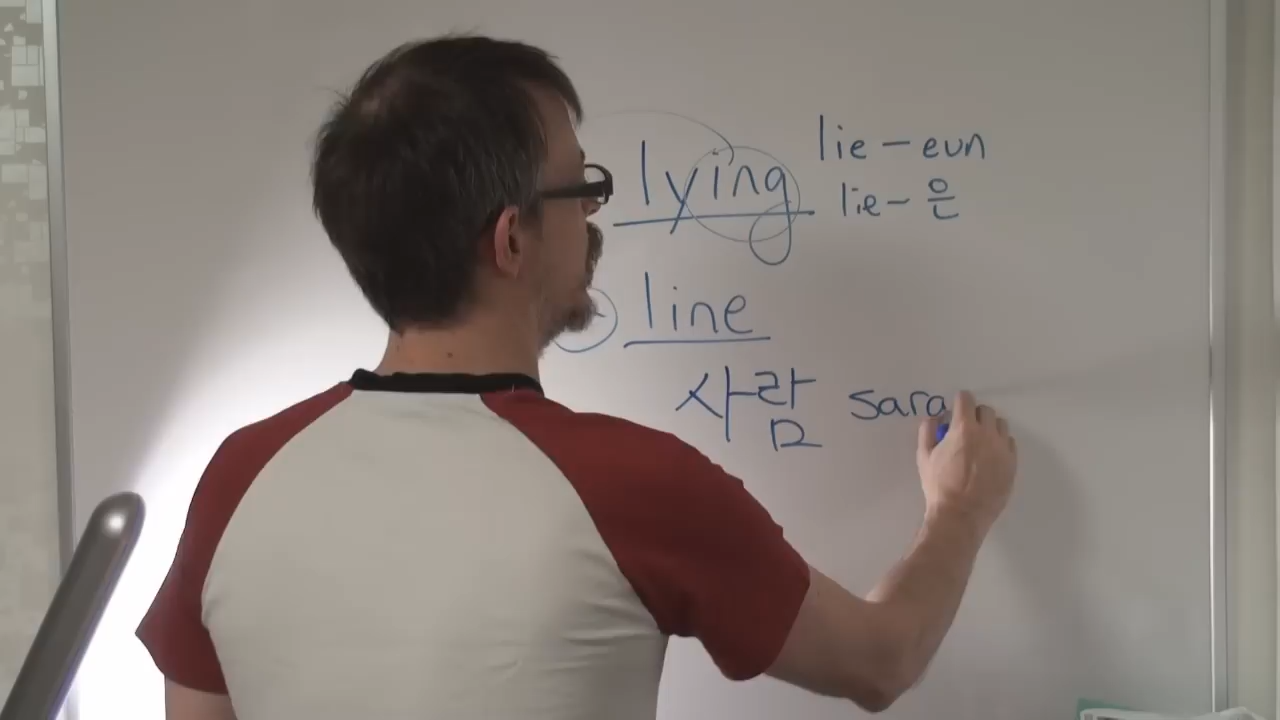 lying lie-eun
lie-은
line
사람 sara